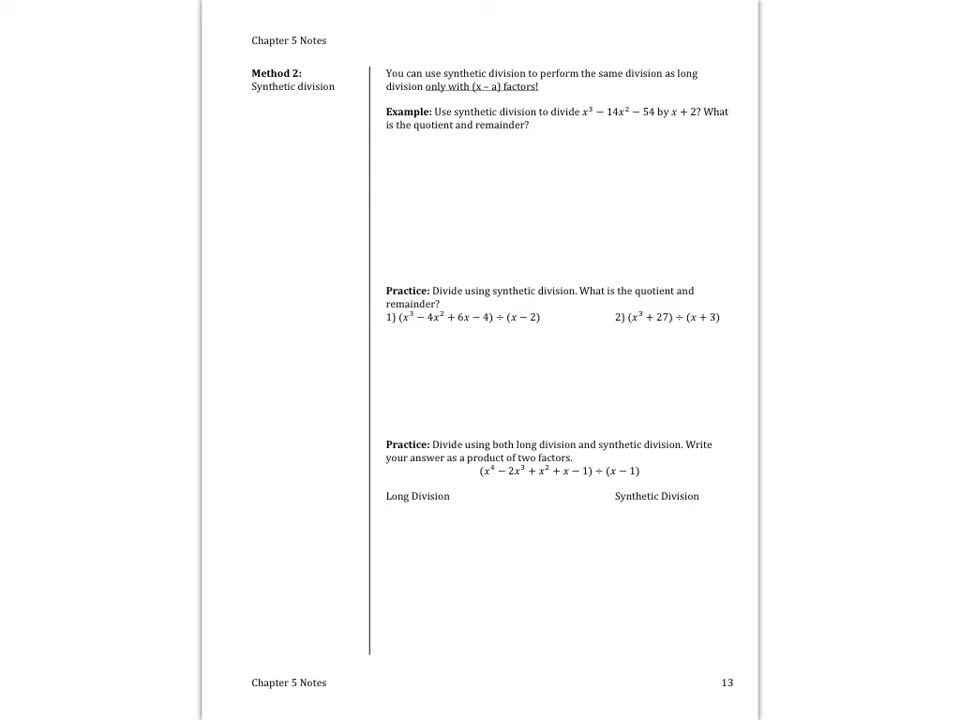 Chapter 5 Notes
Method 2:
Synthetic division
You can use synthetic division to perform the same division as long
division only with (x – a) factors!
Example: Use synthetic division to divide x³ − 14x² − 54 by x + 2? What
is the quotient and remainder?
Practice: Divide using synthetic division. What is the quotient and
remainder?
1) (x³ − 4x² + 6x − 4) ÷ (x − 2) 2) (x³ + 27) ÷ (x + 3)
Practice: Divide using both long division and synthetic division. Write
your answer as a product of two factors.
(x⁴ − 2x³ + x² + x − 1) ÷ (x − 1)
Long Division Synthetic Division
Chapter 5 Notes 13